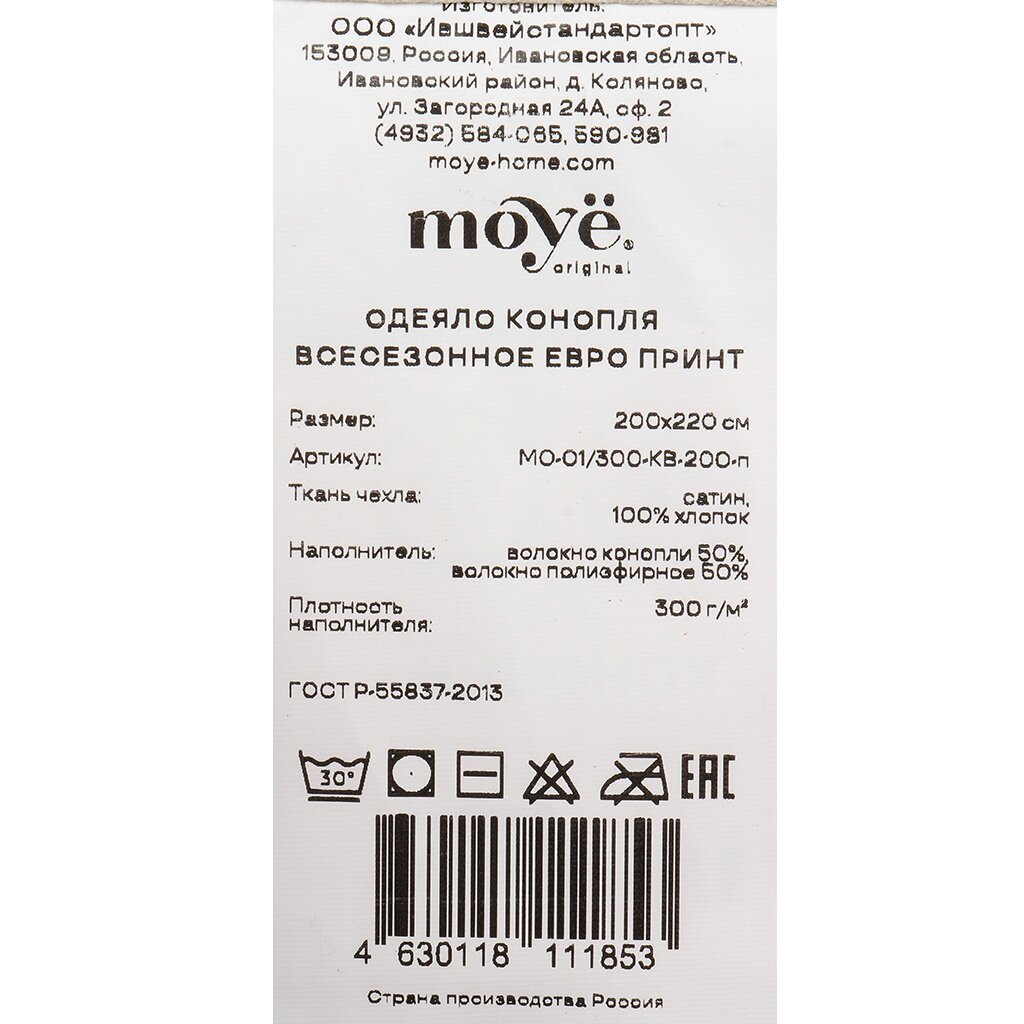 Изготовитель:
ООО «Ившвейстандартопт»
153009, Россия, Ивановская область,
Ивановский район, д. Коляново,
ул. Загородная 24А, оф. 2
(4932) 584-065, 590-981
moye-home.com
moyё®
original
ОДЕЯЛО КОНОПЛЯ
ВСЕСЕЗОННОЕ ЕВРО ПРИНТ
Размер: 200х220 см
Артикул: МО-01/300-КВ-200-п
Ткань чехла: сатин,
100% хлопок
Наполнитель: волокно конопли 50%,
волокно полиэфирное 50%
Плотность 300 г/м²
наполнителя:
ГОСТ Р-55837-2013
30° EAC
4 630118 111853
Страна производства Россия